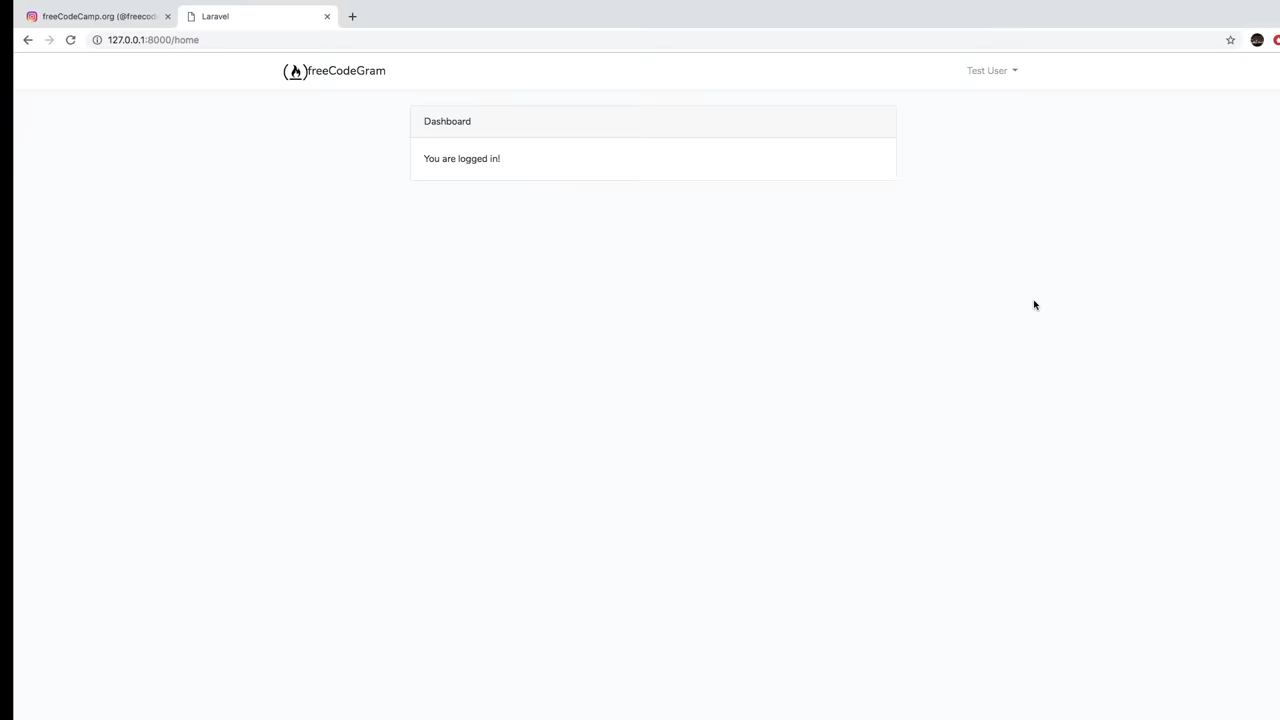 freeCodeCamp.org (@freecod
Laravel
127.0.0.1:8000/home
freeCodeGram
Test User
Dashboard
You are logged in!